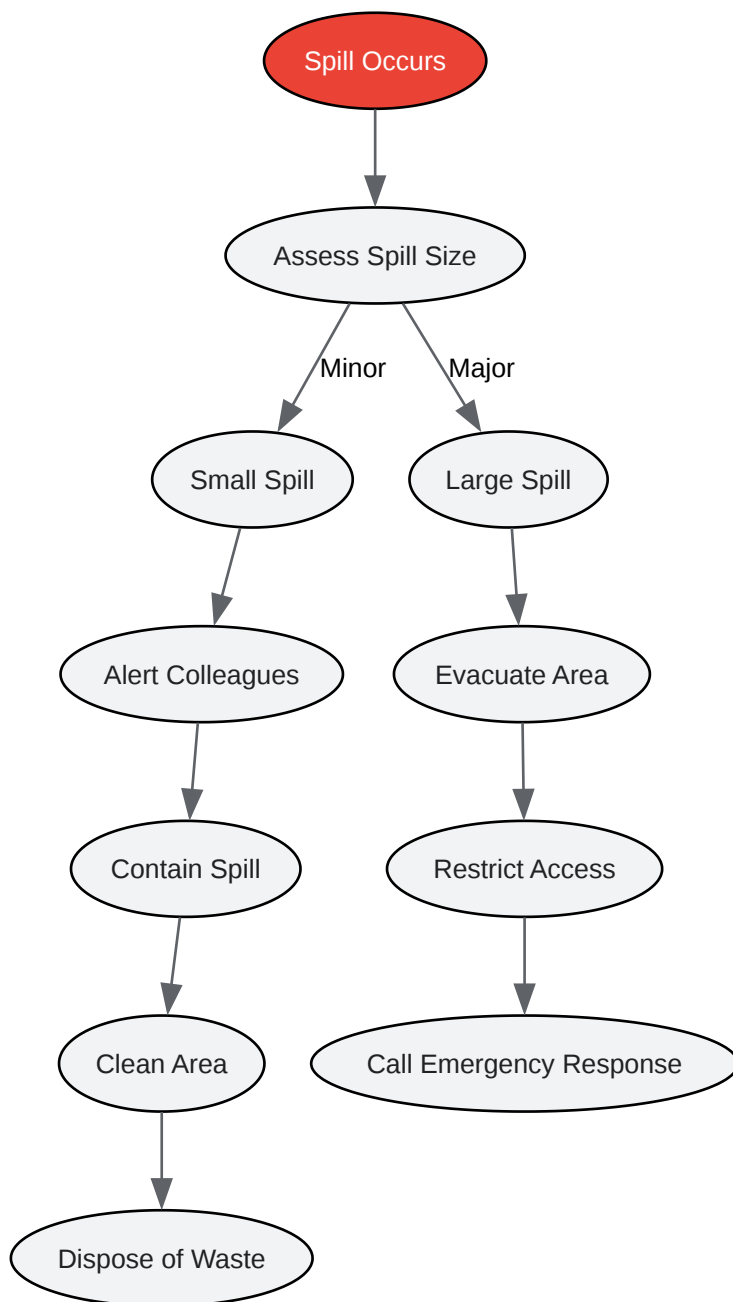 Spill Occurs
Assess Spill Size
Minor
Major
Small Spill
Large Spill
Alert Colleagues
Evacuate Area
Contain Spill
Restrict Access
Clean Area
Call Emergency Response
Dispose of Waste